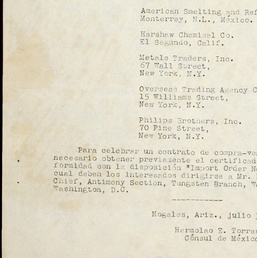 American Smelting and Ref
Monterrey, N.L., México.
Harshaw Chemical Co.
El Segundo, Calif.
Metals Traders, Inc.
67 Wall Street,
New York, N.Y.
Overseas Trading Agency C
15 Williams Street,
New York, N.Y.
Philips Brothers, Inc.
70 Pine Street,
New York, N.Y.
Para celebrar un contrato de compra-ve
necesario obtener previamente el certificad
formidad con la disposición "Import Order N
cual deben los interesados dirigirse a Mr.
Chief, Antimony Section, Tungsten Branch, W
Washington, D.C.
Nogales, Ariz., julio
Hermolao E. Torra
Cónsul de México